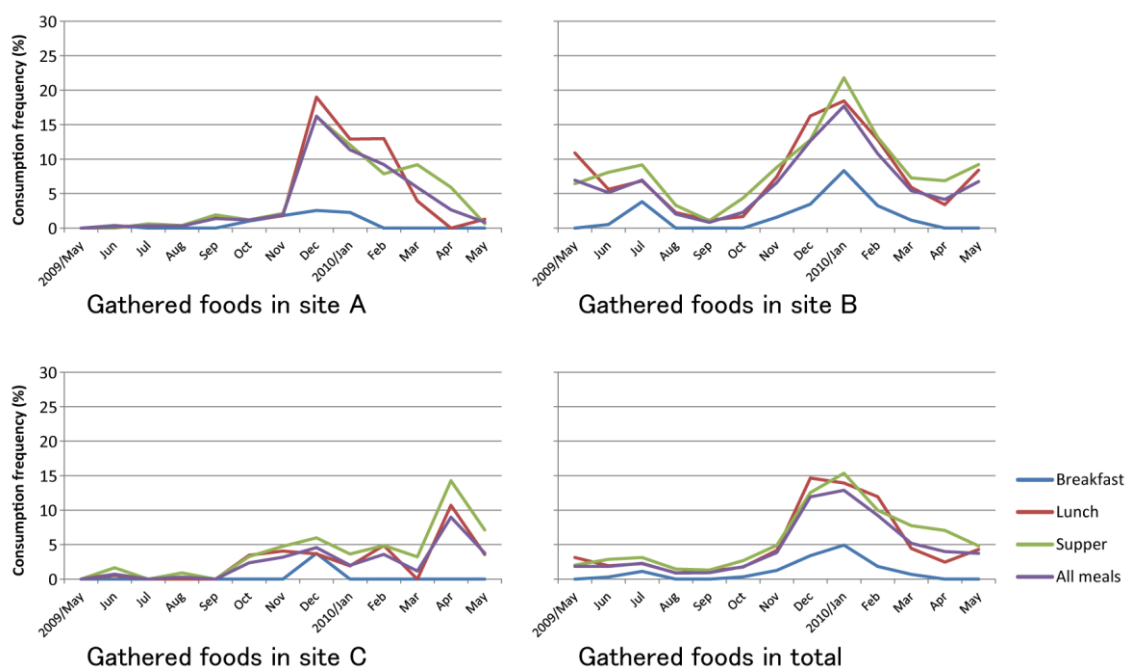 Consumption frequency (%)
30
25
20
15
10
5
0
2009/May Jun Jul Aug Sep Oct Nov Dec 2010/Jan Feb Mar Apr May
Gathered foods in site A
30
25
20
15
10
5
0
2009/May Jun Jul Aug Sep Oct Nov Dec 2010/Jan Feb Mar Apr May
Gathered foods in site B
Consumption frequency (%)
30
25
20
15
10
5
0
2009/May Jun Jul Aug Sep Oct Nov Dec 2010/Jan Feb Mar Apr May
Gathered foods in site C
30
25
20
15
10
5
0
2009/May Jun Jul Aug Sep Oct Nov Dec 2010/Jan Feb Mar Apr May
Gathered foods in total
Breakfast
Lunch
Supper
All meals